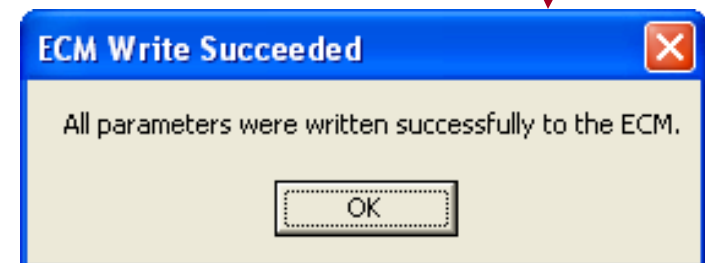 ECM Write Succeeded
All parameters were written successfully to the ECM.
OK